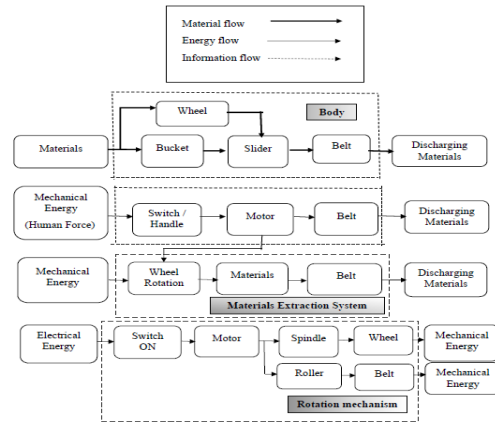 Material flow
Energy flow
Information flow
Wheel
Body
Materials
Bucket
Slider
Belt
Discharging
Materials
Mechanical
Energy
(Human Force)
Switch /
Handle
Motor
Belt
Discharging
Materials
Mechanical
Energy
Wheel
Rotation
Materials
Belt
Discharging
Materials
Materials Extraction System
Electrical
Energy
Switch
ON
Motor
Spindle
Wheel
Mechanical
Energy
Roller
Belt
Mechanical
Energy
Rotation mechanism